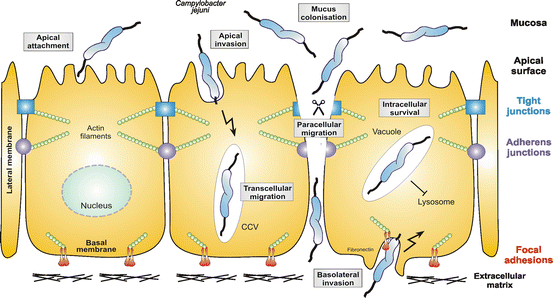 Campylobacter
jejuni
Mucus
colonisation
Mucosa
Apical
attachment
Apical
invasion
Apical
surface
Tight
junctions
Intracellular
survival
Actin
filaments
Paracellular
migration
Vacuole
Adherens
junctions
Lateral membrane
Transcellular
migration
Lysosome
Nucleus
CCV
Basal
membrane
Fibronectin
Focal
adhesions
Basolateral
invasion
Extracellular
matrix